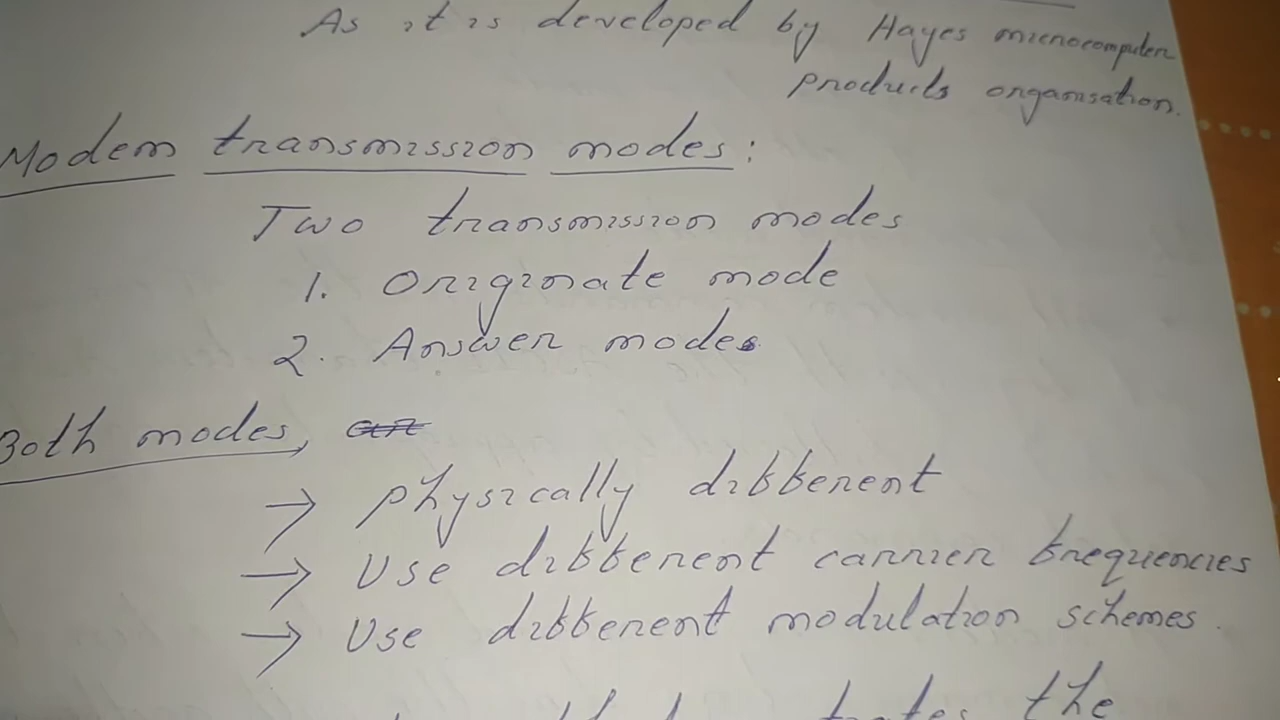 As it is developed by Hayes microcomputer
products organisation.
Modem transmission modes:
Two transmission modes
1. Originate mode
2. Answer modes
Both modes,
→ physically different
→ Use different carrier frequencies
→ Use different modulation schemes.
the